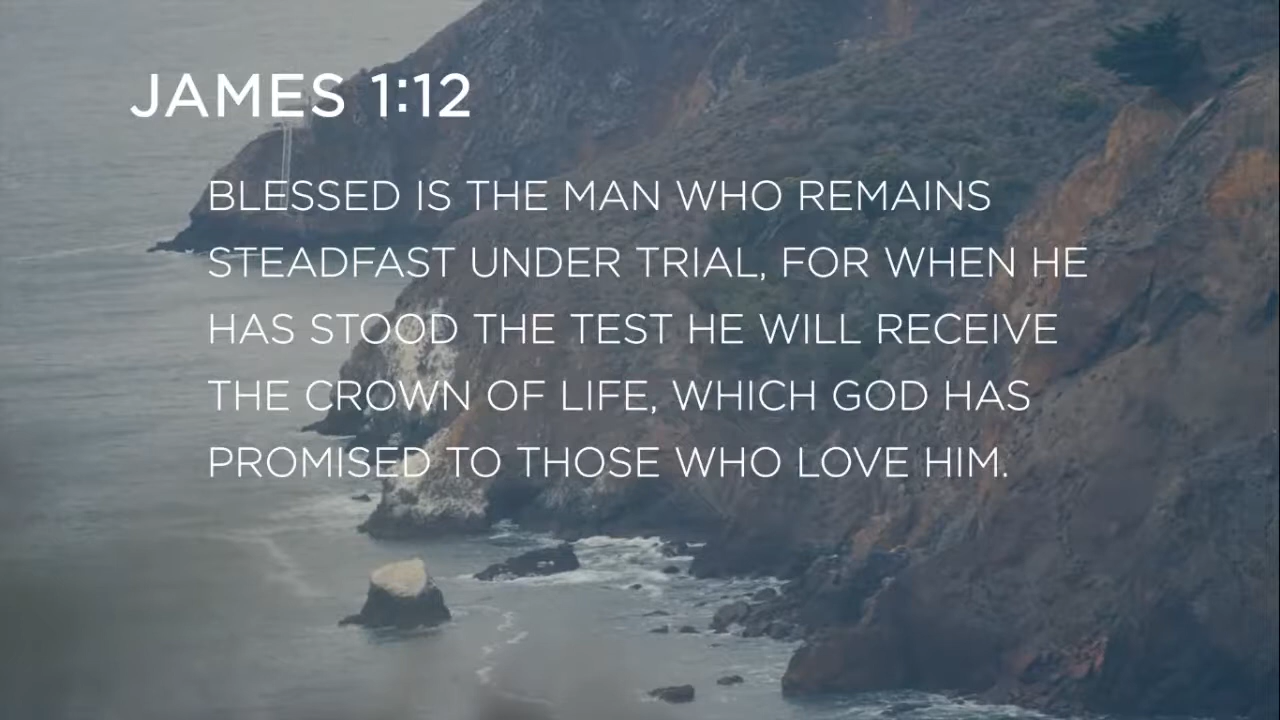 JAMES 1:12
BLESSED IS THE MAN WHO REMAINS
STEADFAST UNDER TRIAL, FOR WHEN HE
HAS STOOD THE TEST HE WILL RECEIVE
THE CROWN OF LIFE, WHICH GOD HAS
PROMISED TO THOSE WHO LOVE HIM.